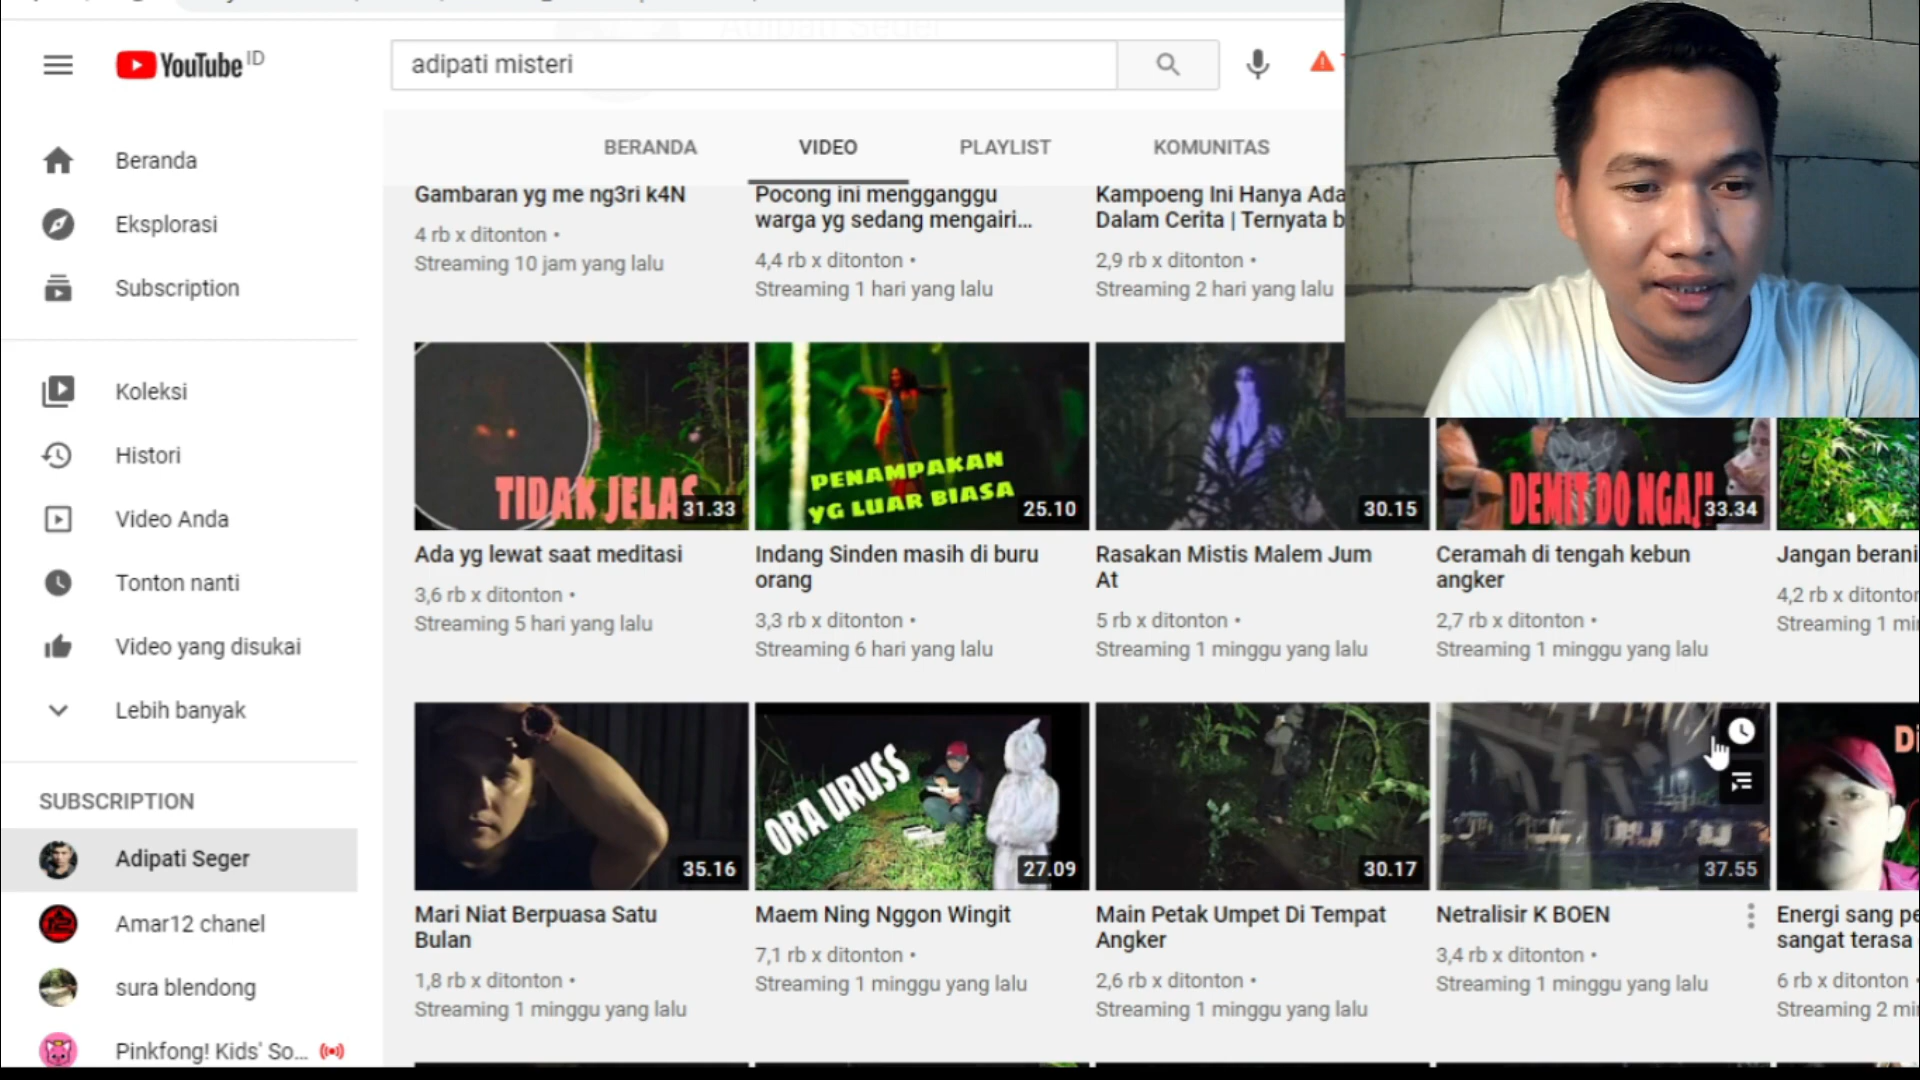 YouTube ID
adipati misteri
BERANDA VIDEO PLAYLIST KOMUNITAS
Beranda
Eksplorasi
Subscription
Koleksi
Histori
Video Anda
Tonton nanti
Video yang disukai
Lebih banyak
SUBSCRIPTION
Adipati Seger
Amar12 chanel
sura blendong
Pinkfong! Kids' So...
Gambaran yg me ng3ri k4N
4 rb x ditonton •
Streaming 10 jam yang lalu
Pocong ini mengganggu
warga yg sedang mengairi...
4,4 rb x ditonton •
Streaming 1 hari yang lalu
Kampoeng Ini Hanya Ada
Dalam Cerita | Ternyata b
2,9 rb x ditonton •
Streaming 2 hari yang lalu
TIDAK JELAS
31.33
Ada yg lewat saat meditasi
3,6 rb x ditonton •
Streaming 5 hari yang lalu
PENAMPAKAN
YG LUAR BIASA
25.10
Indang Sinden masih di buru
orang
3,3 rb x ditonton •
Streaming 6 hari yang lalu
30.15
Rasakan Mistis Malem Jum
At
5 rb x ditonton •
Streaming 1 minggu yang lalu
DEMIT DO NGAJI!
33.34
Ceramah di tengah kebun
angker
2,7 rb x ditonton •
Streaming 1 minggu yang lalu
Jangan berani
4,2 rb x ditonton
Streaming 1 mi
35.16
Mari Niat Berpuasa Satu
Bulan
1,8 rb x ditonton •
Streaming 1 minggu yang lalu
ORA URUSS
27.09
Maem Ning Nggon Wingit
7,1 rb x ditonton •
Streaming 1 minggu yang lalu
30.17
Main Petak Umpet Di Tempat
Angker
2,6 rb x ditonton •
Streaming 1 minggu yang lalu
37.55
Netralisir K BOEN
3,4 rb x ditonton •
Streaming 1 minggu yang lalu
Energi sang pe
sangat terasa
6 rb x ditonton •
Streaming 2 mi